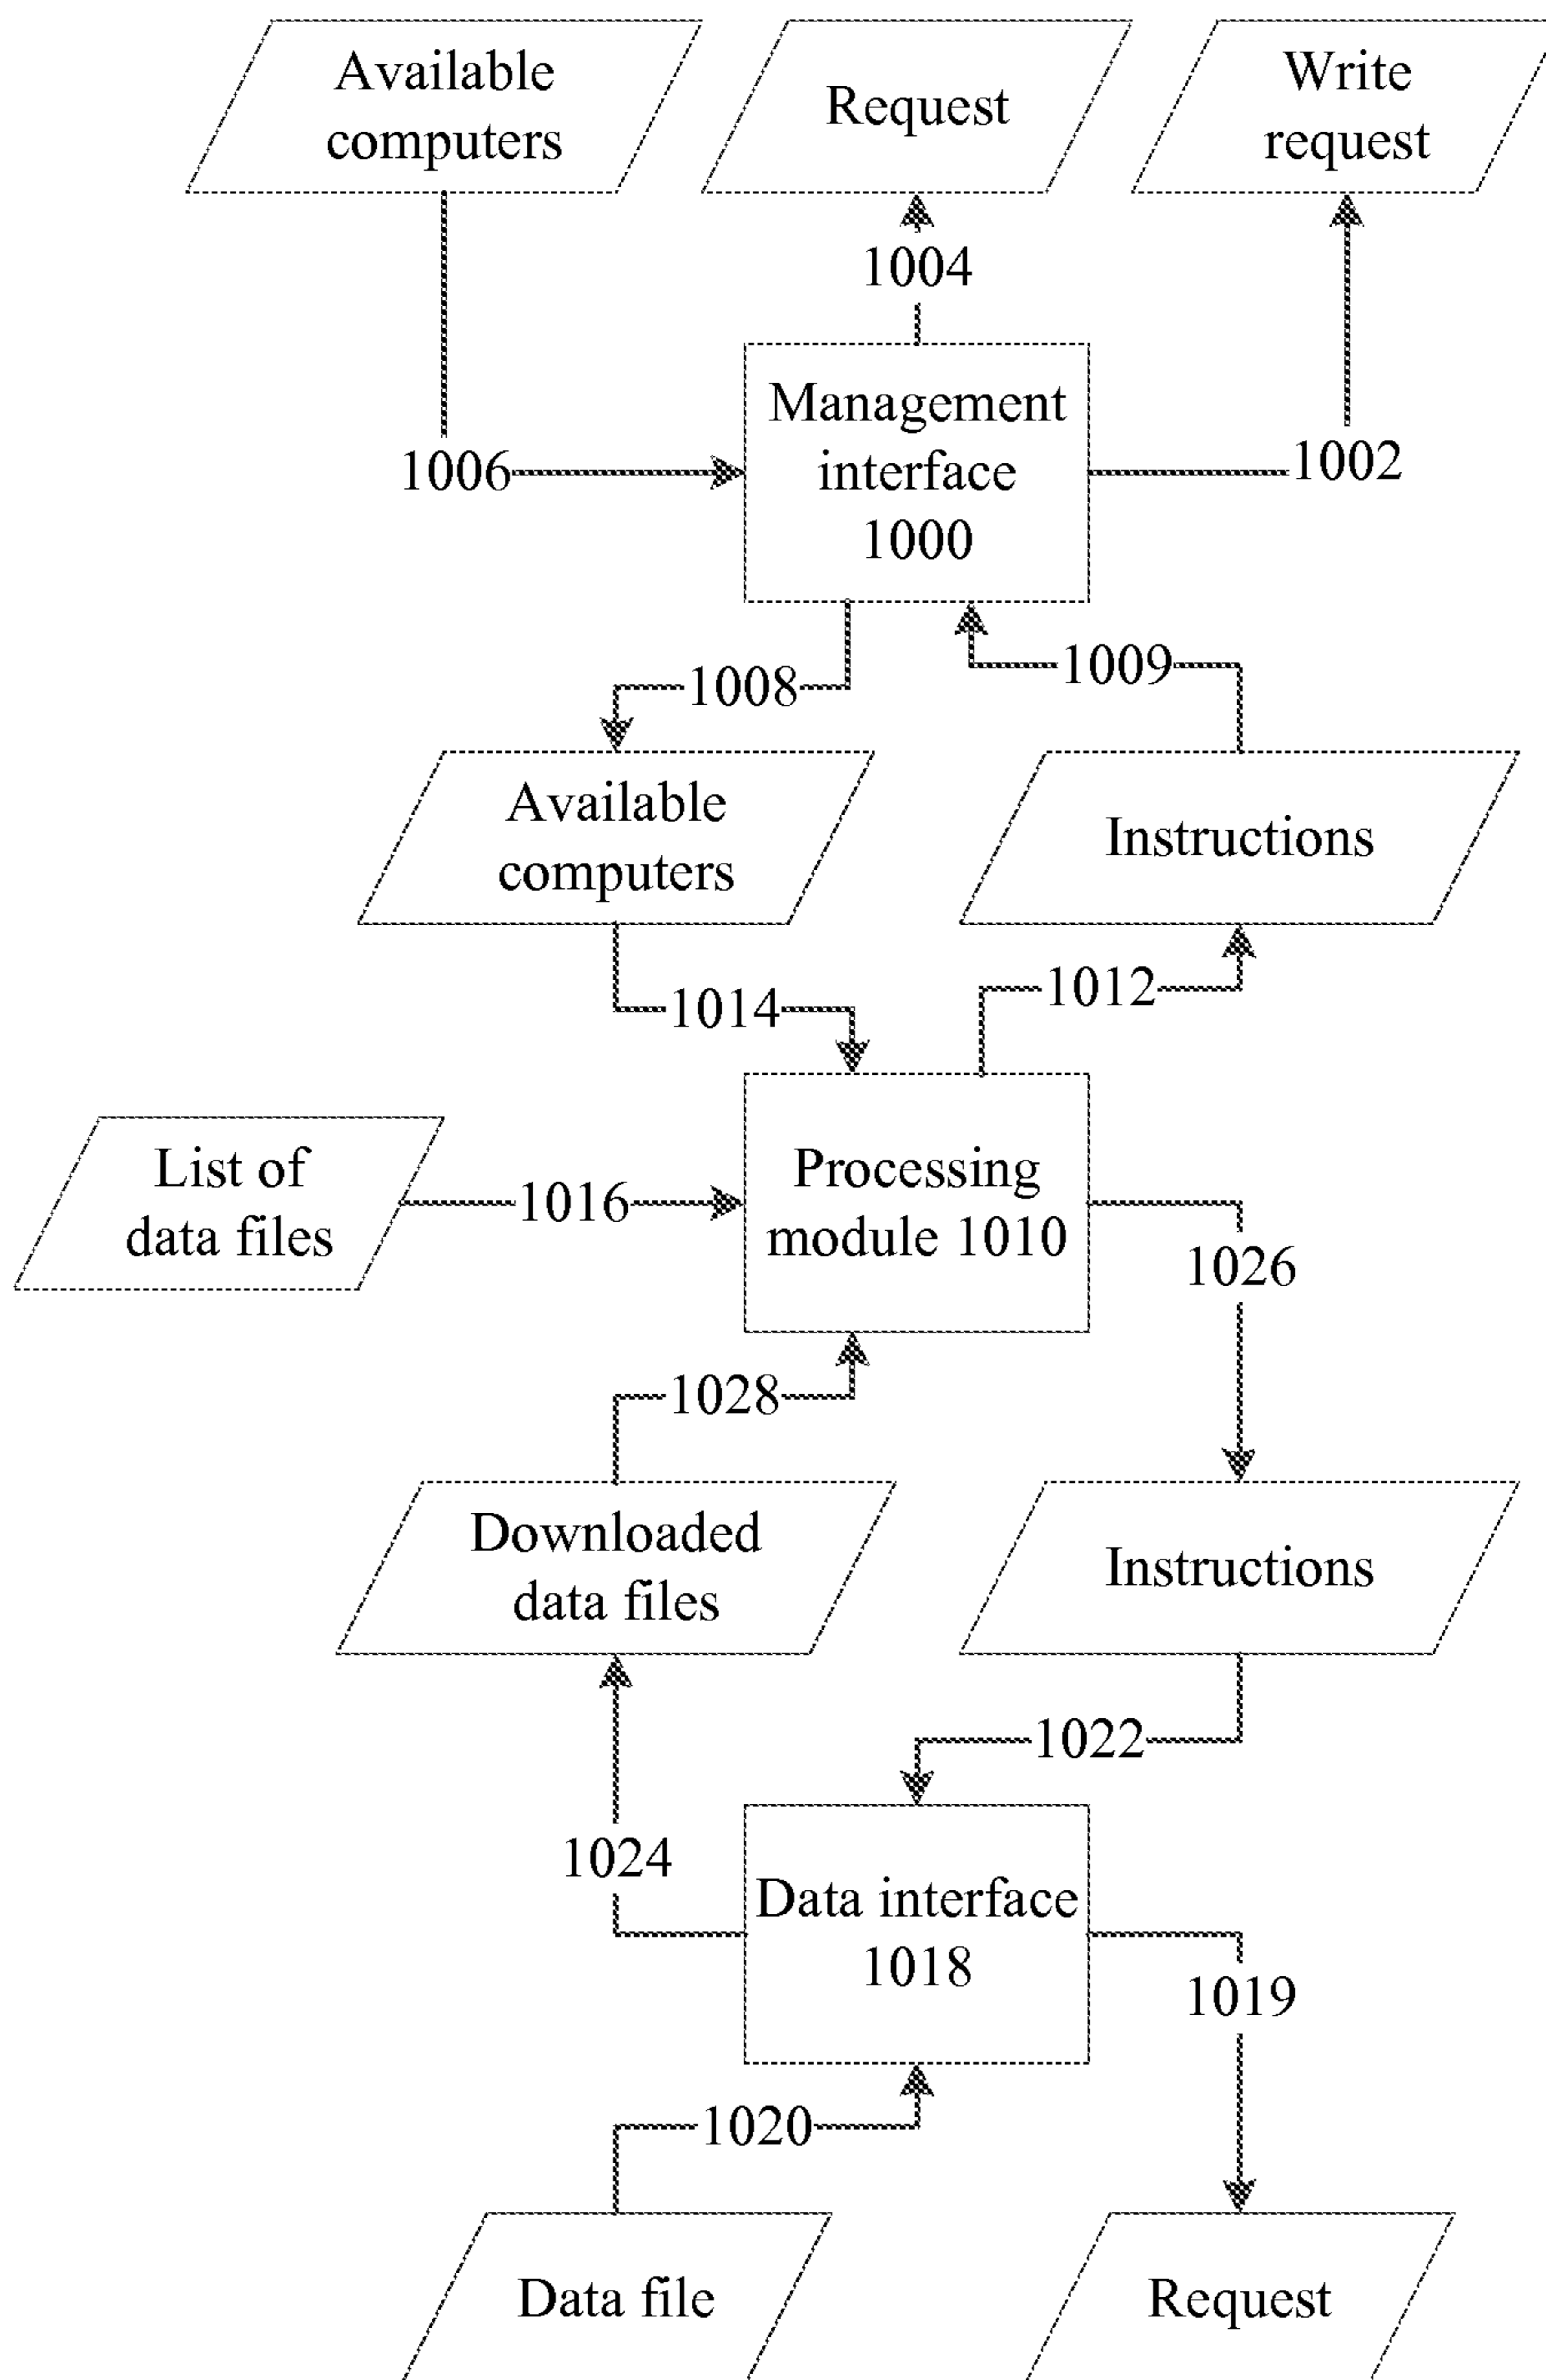 Available
computers
Request
Write
request
1004
1006
Management
interface
1000
1002
1008
1009
Available
computers
Instructions
1014
1012
List of
data files
1016
Processing
module 1010
1026
1028
Downloaded
data files
Instructions
1022
1024
Data interface
1018
1019
1020
Data file
Request